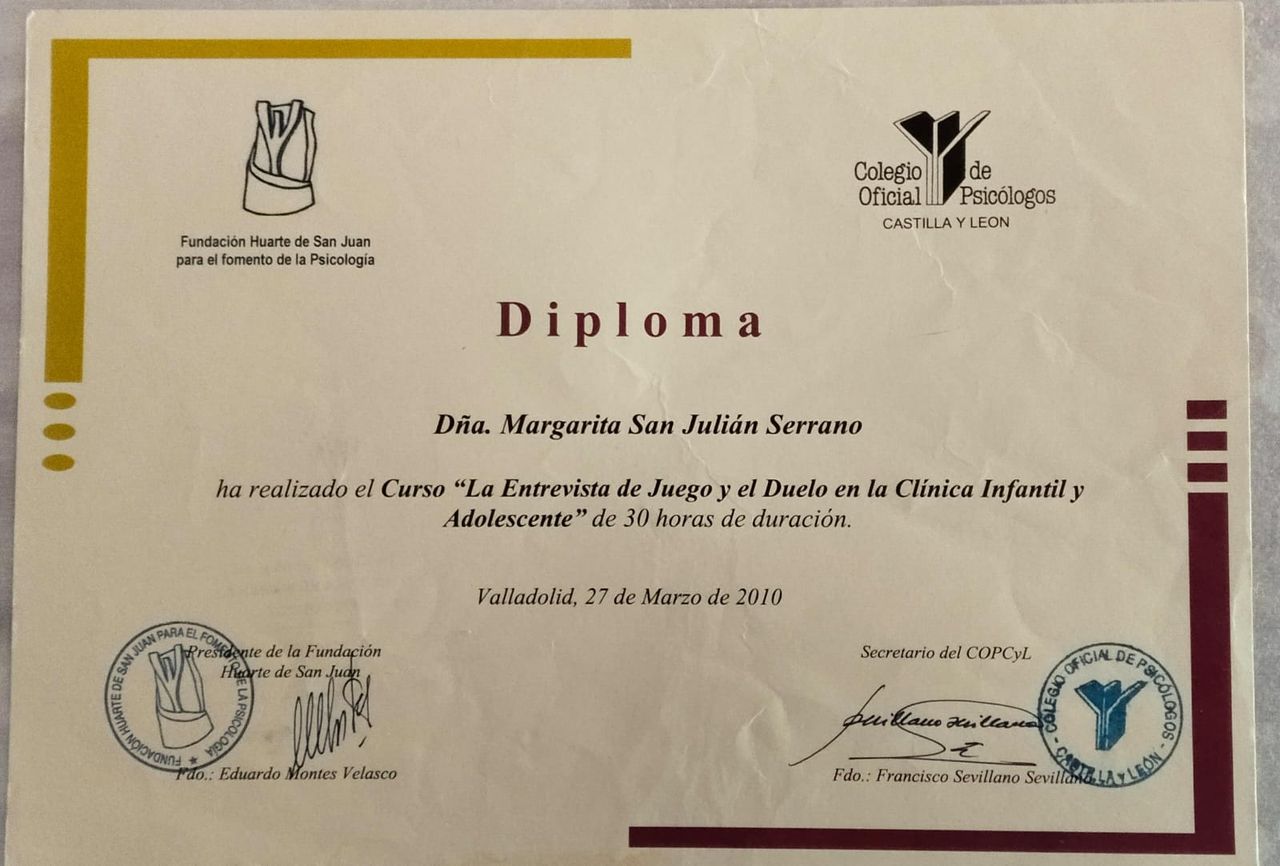 Fundación Huarte de San Juan
para el fomento de la Psicología
Colegio de
Oficial Psicólogos
CASTILLA Y LEON
Diploma
Dña. Margarita San Julián Serrano
ha realizado el Curso “La Entrevista de Juego y el Duelo en la Clínica Infantil y
Adolescente” de 30 horas de duración.
Valladolid, 27 de Marzo de 2010
Presidente de la Fundación
Huarte de San Juan
FUNDACIÓN HUARTE DE SAN JUAN PARA EL FOMENTO DE LA PSICOLOGÍA
Fdo.: Eduardo Montes Velasco
Secretario del COPCyL
COLEGIO OFICIAL DE PSICÓLOGOS - CASTILLA Y LEÓN -
Fdo.: Francisco Sevillano Sevillano